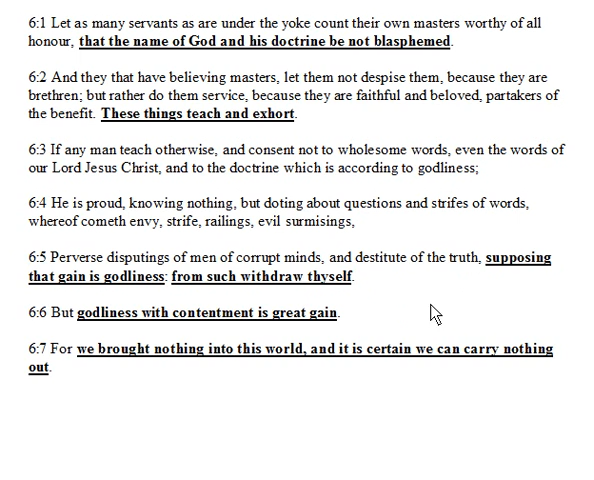 6:1 Let as many servants as are under the yoke count their own masters worthy of all
honour, that the name of God and his doctrine be not blasphemed.
6:2 And they that have believing masters, let them not despise them, because they are
brethren; but rather do them service, because they are faithful and beloved, partakers of
the benefit. These things teach and exhort.
6:3 If any man teach otherwise, and consent not to wholesome words, even the words of
our Lord Jesus Christ, and to the doctrine which is according to godliness;
6:4 He is proud, knowing nothing, but doting about questions and strifes of words,
whereof cometh envy, strife, railings, evil surmisings,
6:5 Perverse disputings of men of corrupt minds, and destitute of the truth, supposing
that gain is godliness: from such withdraw thyself.
6:6 But godliness with contentment is great gain.
6:7 For we brought nothing into this world, and it is certain we can carry nothing
out.